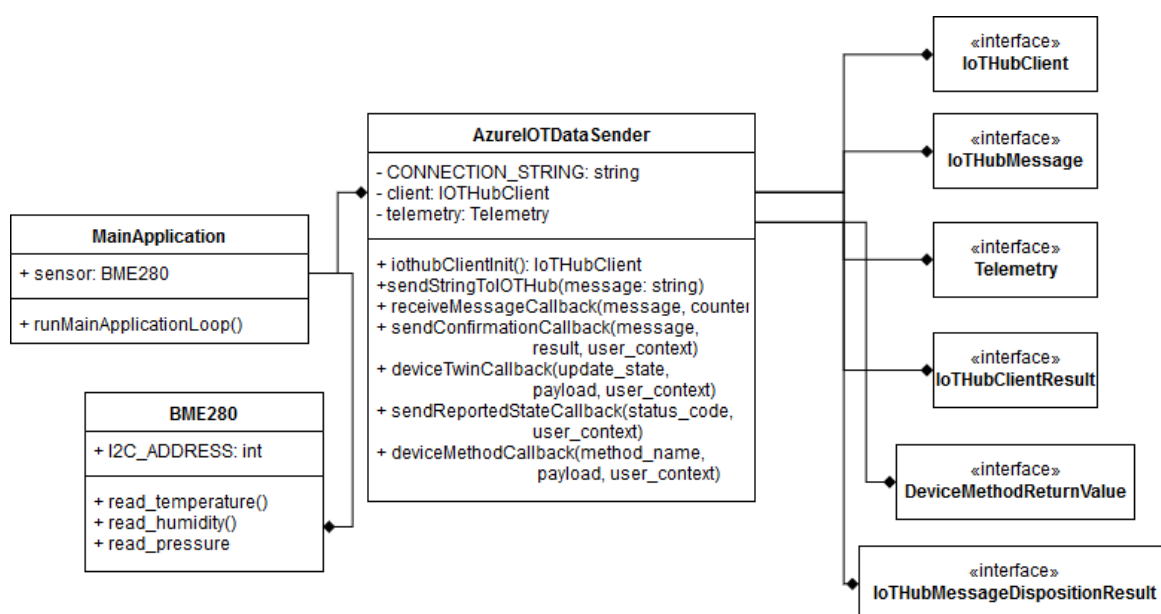 MainApplication
+ sensor: BME280
+ runMainApplicationLoop()
BME280
+ I2C_ADDRESS: int
+ read_temperature()
+ read_humidity()
+ read_pressure
AzureIOTDataSender
- CONNECTION_STRING: string
- client: IOTHubClient
- telemetry: Telemetry
+ iothubClientInit(): IoTHubClient
+sendStringToIOTHub(message: string)
+ receiveMessageCallback(message, counter
+ sendConfirmationCallback(message,
result, user_context)
+ deviceTwinCallback(update_state,
payload, user_context)
+ sendReportedStateCallback(status_code,
user_context)
+ deviceMethodCallback(method_name,
payload, user_context)
«interface»
IoTHubClient
«interface»
IoTHubMessage
«interface»
Telemetry
«interface»
IoTHubClientResult
«interface»
DeviceMethodReturnValue
«interface»
IoTHubMessageDispositionResult